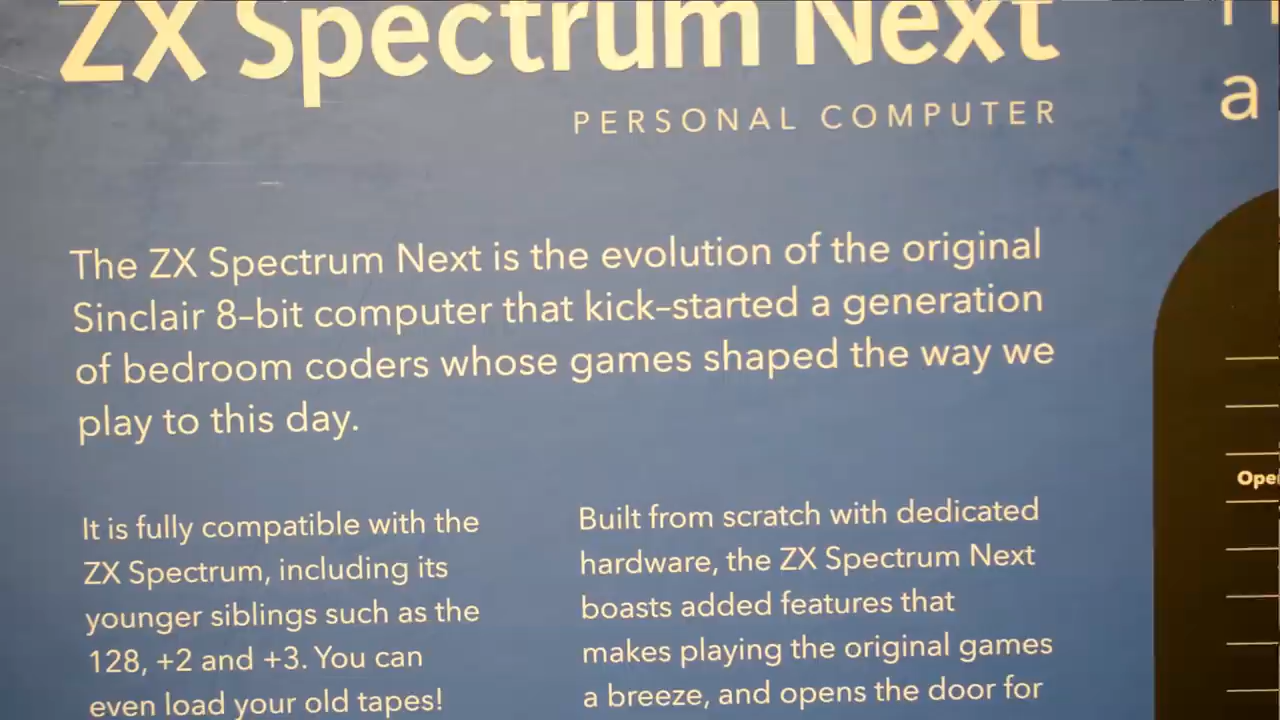 ZX Spectrum Next
PERSONAL COMPUTER
The ZX Spectrum Next is the evolution of the original
Sinclair 8-bit computer that kick-started a generation
of bedroom coders whose games shaped the way we
play to this day.
It is fully compatible with the
ZX Spectrum, including its
younger siblings such as the
128, +2 and +3. You can
even load your old tapes!
Built from scratch with dedicated
hardware, the ZX Spectrum Next
boasts added features that
makes playing the original games
a breeze, and opens the door for
a